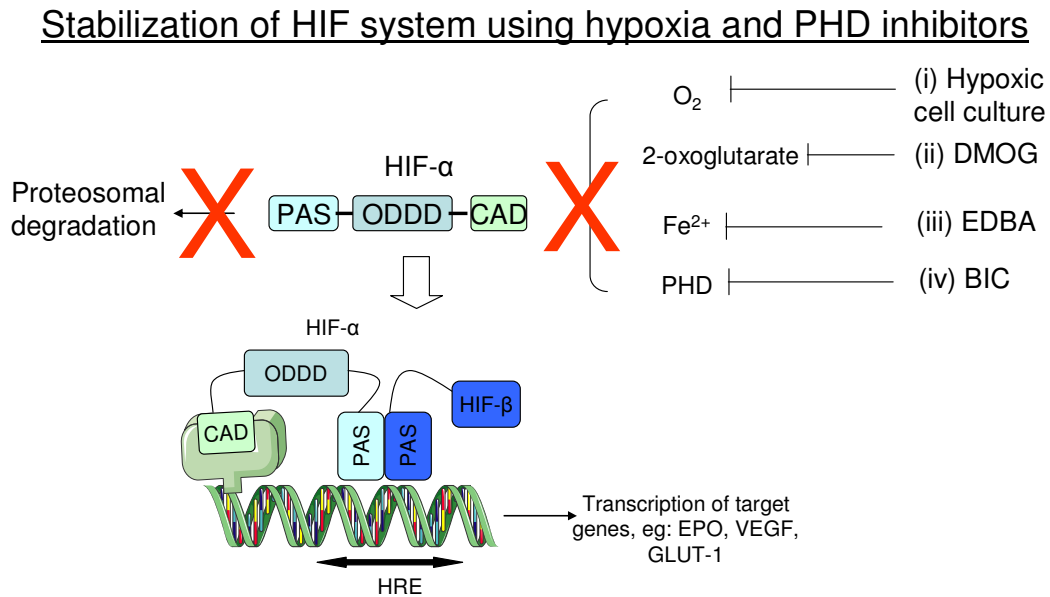 Stabilization of HIF system using hypoxia and PHD inhibitors
O2
(i) Hypoxic
cell culture
2-oxoglutarate
(ii) DMOG
HIF-α
Proteosomal
degradation
PAS
ODDD
CAD
Fe2+
(iii) EDBA
PHD
(iv) BIC
HIF-α
ODDD
HIF-β
CAD
PAS
PAS
Transcription of target
genes, eg: EPO, VEGF,
GLUT-1
HRE